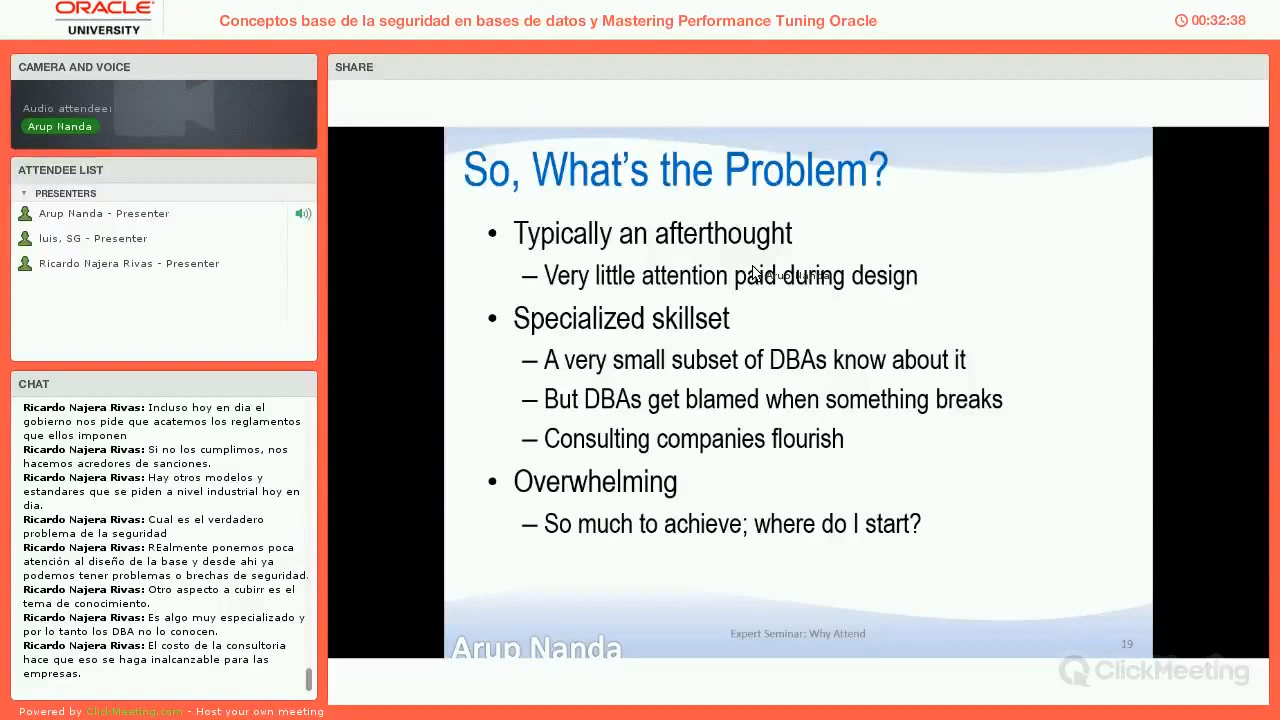 ORACLE
UNIVERSITY
Conceptos base de la seguridad en bases de datos y Mastering Performance Tuning Oracle
00:32:38
CAMERA AND VOICE
Audio attendee:
Arup Nanda
ATTENDEE LIST
PRESENTERS
Arup Nanda - Presenter
luis, SG - Presenter
Ricardo Najera Rivas - Presenter
CHAT
Ricardo Najera Rivas: Incluso hoy en dia el
gobierno nos pide que acatemos los reglamentos
que ellos imponen
Ricardo Najera Rivas: Si no los cumplimos, nos
hacemos acredores de sanciones.
Ricardo Najera Rivas: Hay otros modelos y
estandares que se piden a nivel industrial hoy en
dia.
Ricardo Najera Rivas: Cual es el verdadero
problema de la seguridad
Ricardo Najera Rivas: REalmente ponemos poca
atención al diseño de la base y desde ahi ya
podemos tener problemas o brechas de seguridad.
Ricardo Najera Rivas: Otro aspecto a cubirr es el
tema de conocimiento.
Ricardo Najera Rivas: Es algo muy especializado y
por lo tanto los DBA no lo conocen.
Ricardo Najera Rivas: El costo de la consultoria
hace que eso se haga inalcanzable para las
empresas.
SHARE
So, What's the Problem?
• Typically an afterthought
– Very little attention paid during design
Arup Nanda
• Specialized skillset
– A very small subset of DBAs know about it
– But DBAs get blamed when something breaks
– Consulting companies flourish
• Overwhelming
– So much to achieve; where do I start?
Expert Seminar: Why Attend
19
Arup Nanda
ClickMeeting
Powered by ClickMeeting.com - Host your own meeting